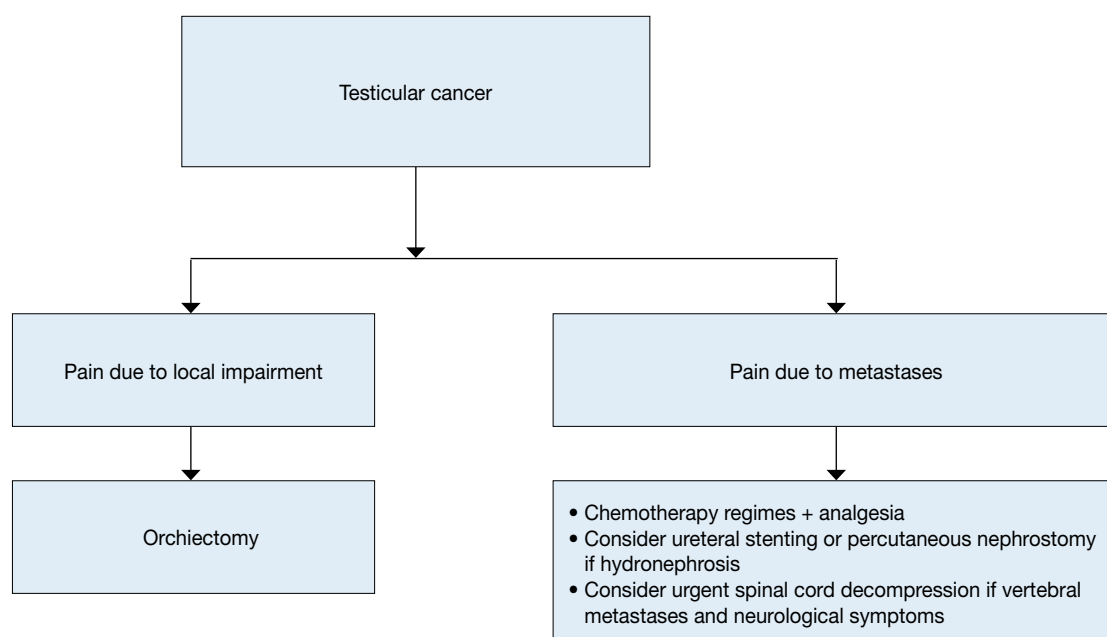 Testicular cancer
Pain due to local impairment
Pain due to metastases
Orchiectomy
• Chemotherapy regimes + analgesia
• Consider ureteral stenting or percutaneous nephrostomy
if hydronephrosis
• Consider urgent spinal cord decompression if vertebral
metastases and neurological symptoms